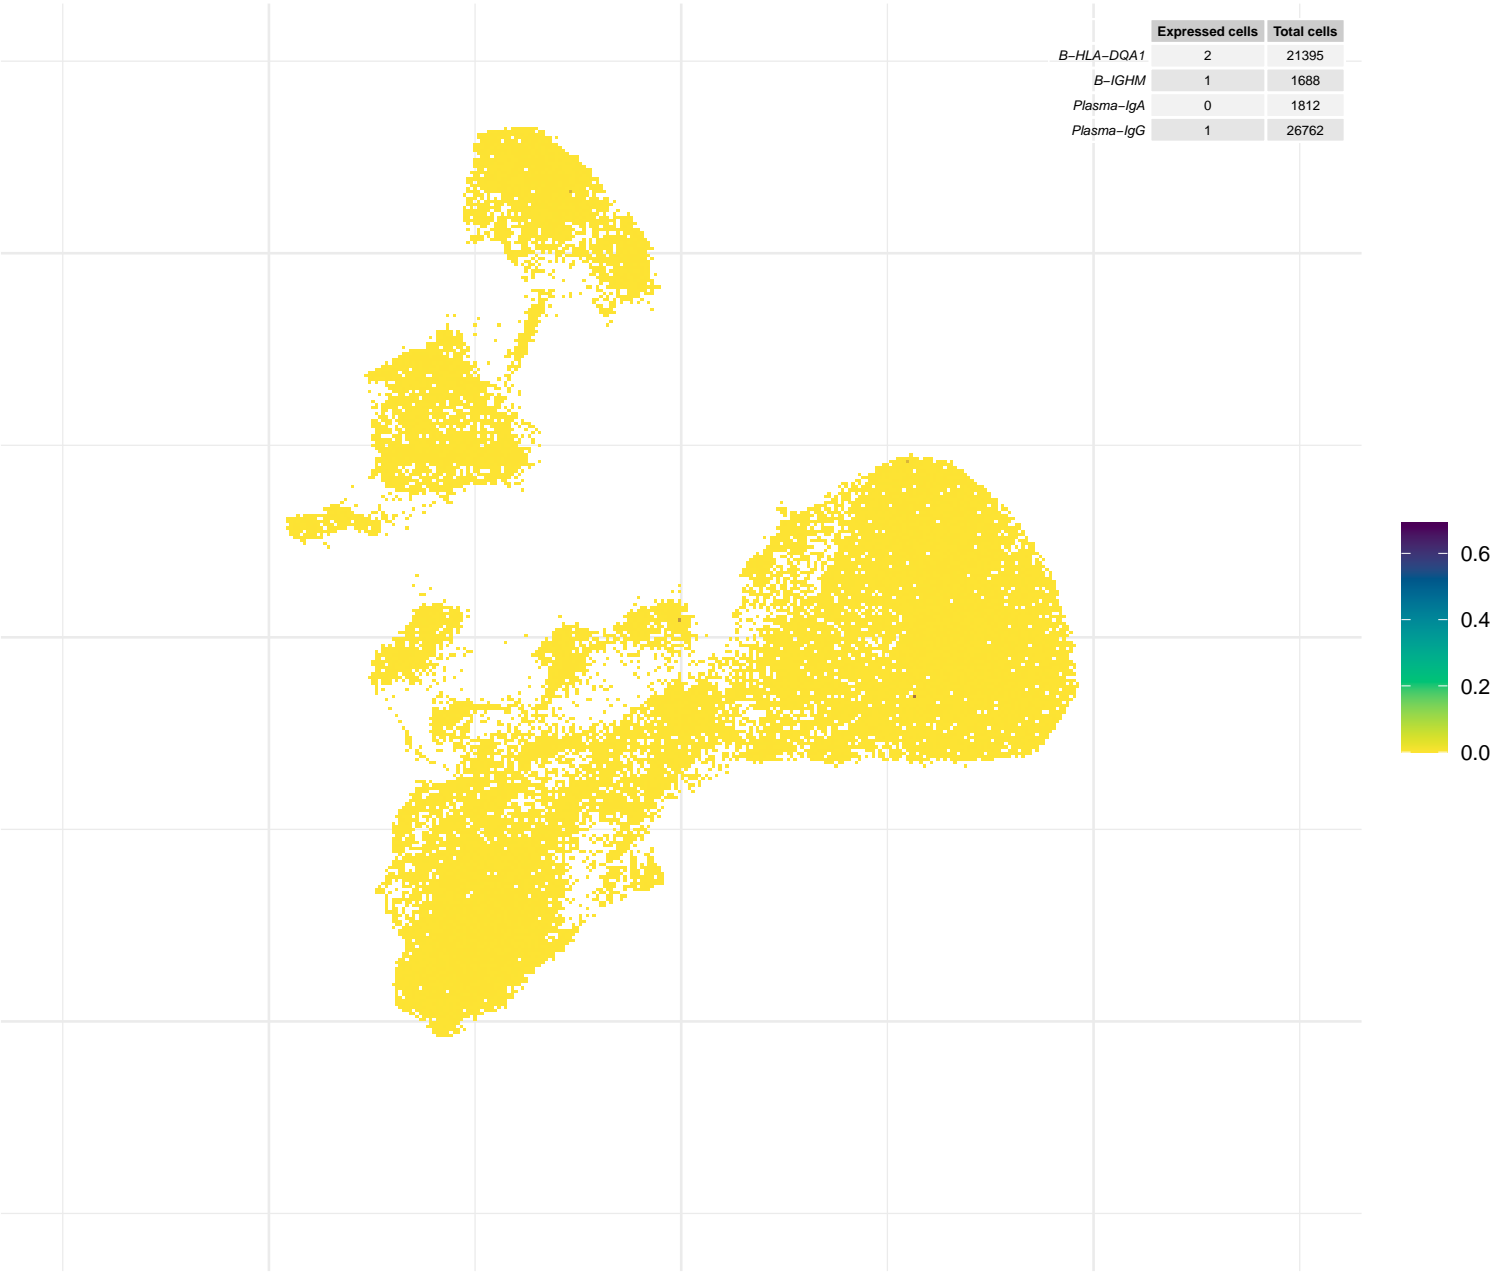 Expressed cells Total cells
B−HLA−DQA1 2 21395
B−IGHM 1 1688
Plasma−IgA 0 1812
Plasma−IgG 1 26762
0.6
0.4
0.2
0.0